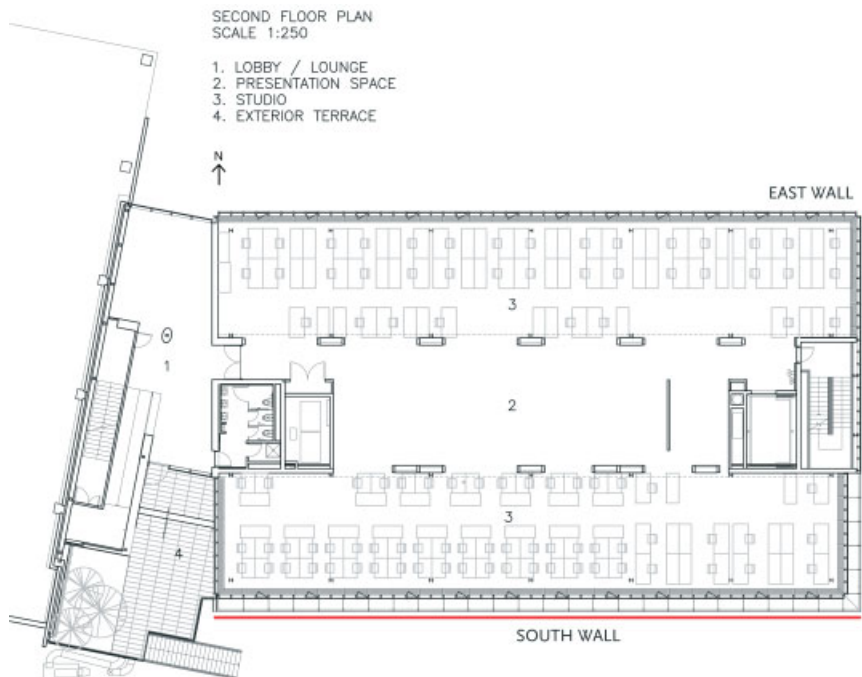 SECOND FLOOR PLAN
SCALE 1:250
1. LOBBY / LOUNGE
2. PRESENTATION SPACE
3. STUDIO
4. EXTERIOR TERRACE
N
EAST WALL
3
1
2
3
4
SOUTH WALL